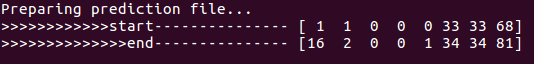 Preparing prediction file...
>>>>>>>>>>>>start--------------- [ 1  1  0  0  0 33 33 68]
>>>>>>>>>>>>>>end--------------- [16  2  0  0  1 34 34 81]